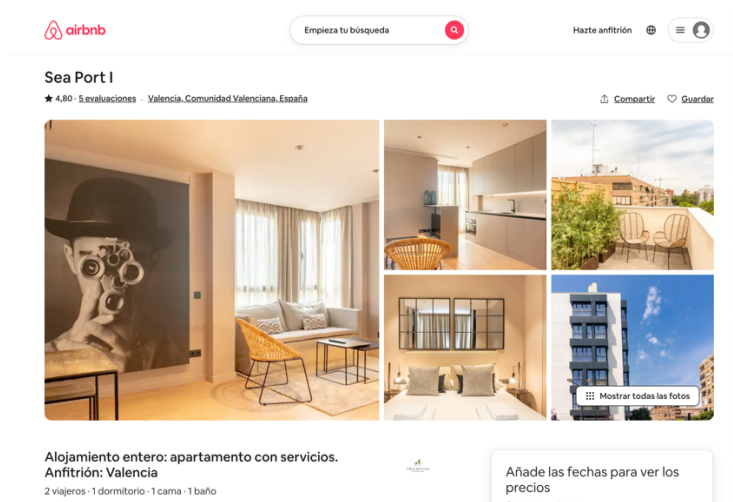 airbnb
Empieza tu búsqueda
Hazte anfitrión
Sea Port I
4,80 · 5 evaluaciones · Valencia, Comunidad Valenciana, España
Compartir
Guardar
Mostrar todas las fotos
Alojamiento entero: apartamento con servicios.
Anfitrión: Valencia
2 viajeros · 1 dormitorio · 1 cama · 1 baño
Añade las fechas para ver los
precios